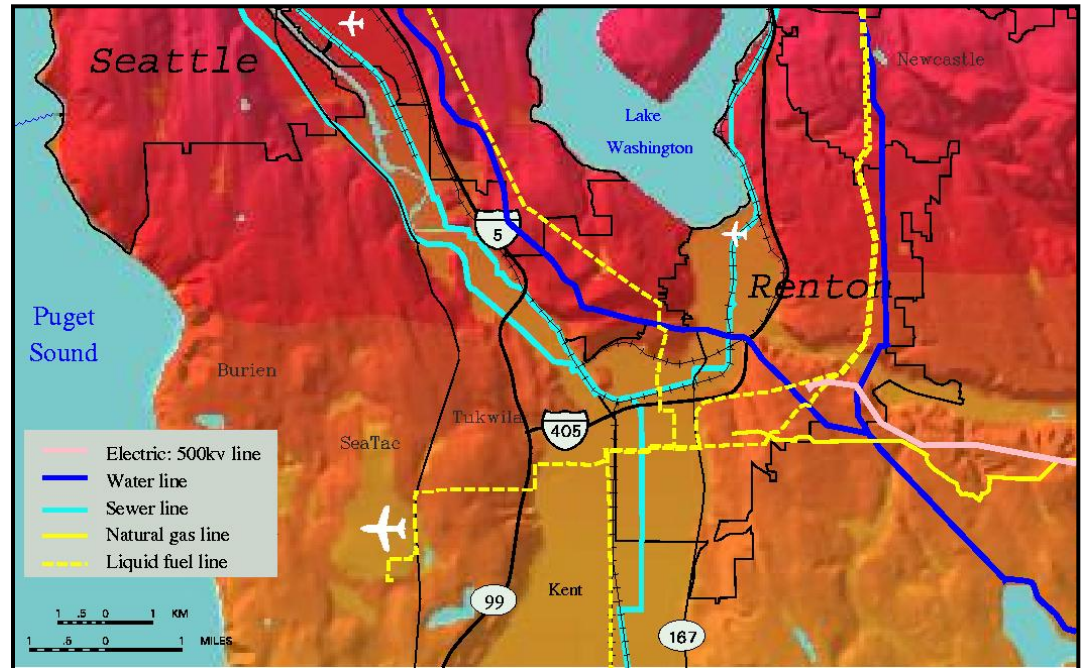 Seattle
Newcastle
Lake
Washington
5
Renton
Puget
Sound
Burien
Tukwila
405
SeaTac
Electric: 500kv line
Water line
Sewer line
Natural gas line
Liquid fuel line
Kent
99
167
1 .5 0 1 KM
1 .5 0 1 MILES